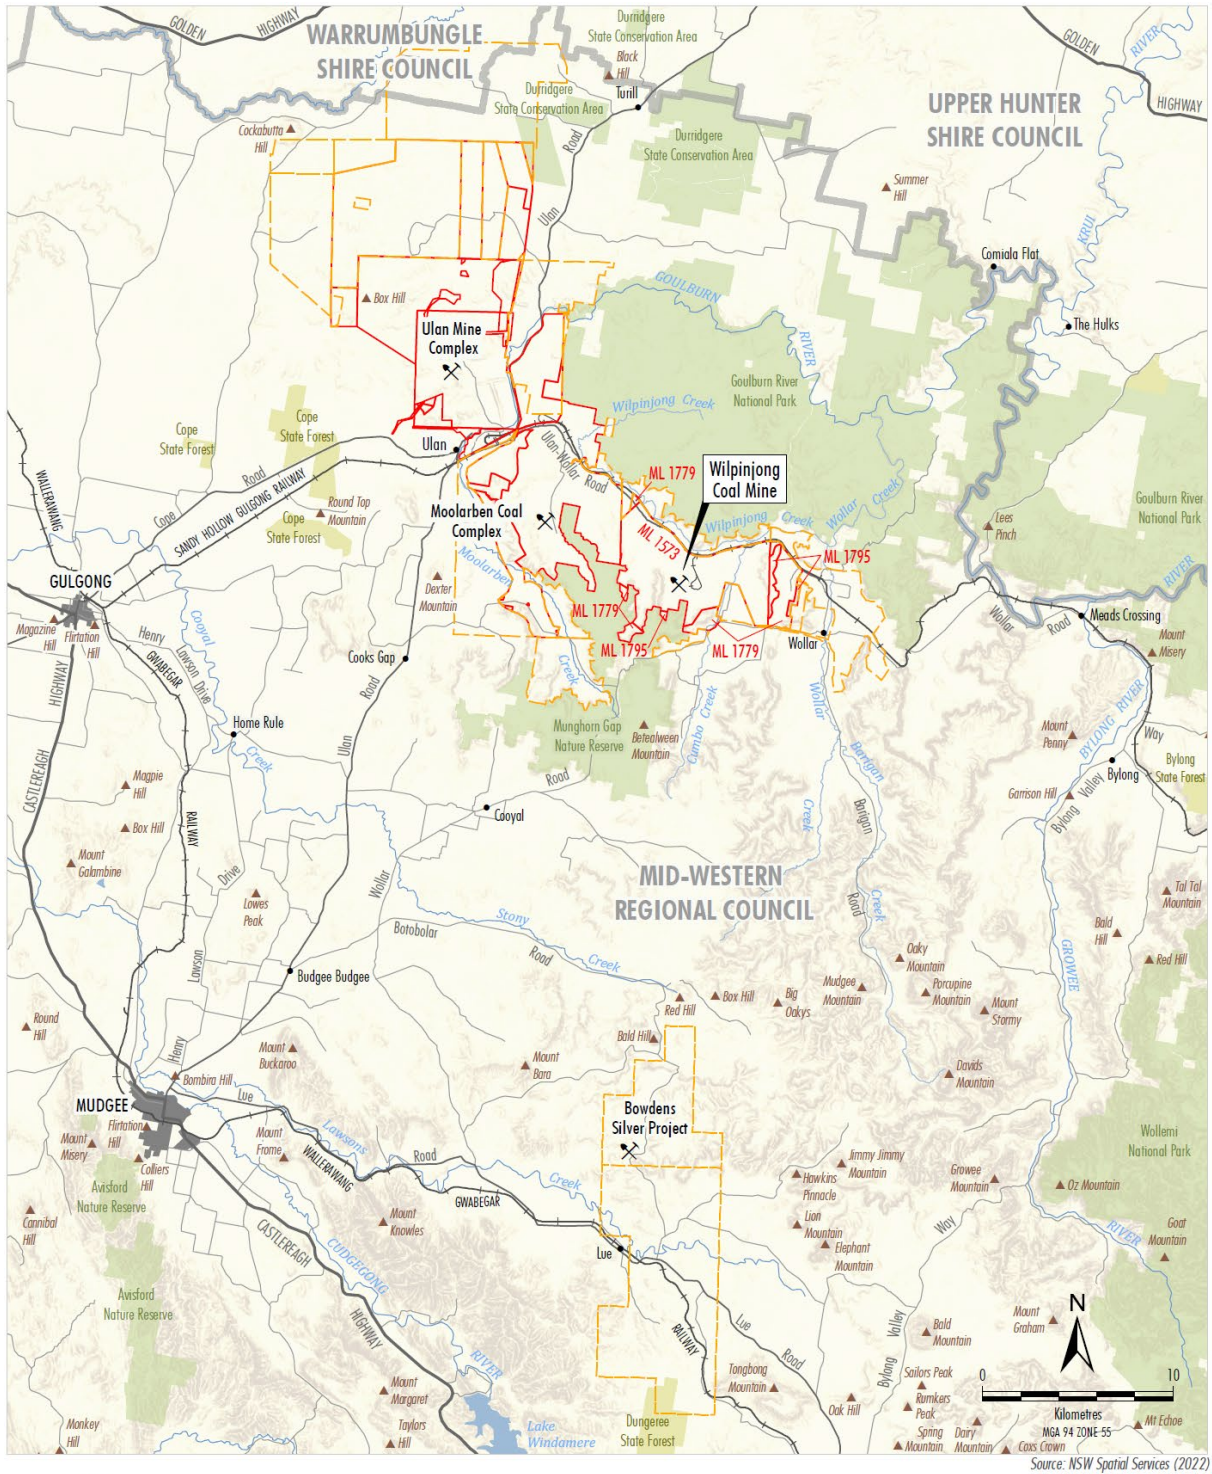 GOLDEN
HIGHWAY
WARRUMBUNGLE
SHIRE COUNCIL
Durridgere
State Conservation Area
Black
Hill
Turill
GOLDEN
RIVER
HIGHWAY
Durridgere
State Conservation Area
UPPER HUNTER
SHIRE COUNCIL
Cockabutta
Hill
Road
Durridgere
State Conservation Area
Summer
Hill
Ulan
KRUI
Comiala Flat
GOULBURN
Box Hill
The Hulks
Ulan Mine
Complex
RIVER
Goulburn River
National Park
Wilpinjong Creek
Cope
State Forest
Cope
State Forest
Ulan
Ulan-Wollar Road
ML 1779
Wilpinjong
Coal Mine
WALLERAWANG
Road
Cope
SANDY HOLLOW GULGONG RAILWAY
Round Top
Mountain
Cope
State Forest
Moolarben Coal
Complex
Wollar
Creek
Goulburn River
National Park
Wilpinjong Creek
Lees
Pinch
ML 1573
ML 1795
Moolarben
GULGONG
Dexter
Mountain
RIVER
Cooyal
ML 1779
Wollar
Road
Meads Crossing
Magazine
Hill
Flirtation
Hill
Henry
Lawson Drive
GWABEGAR
ML 1795
ML 1779
Wollar
Mount
Misery
Cooks Gap
HIGHWAY
Creek
Road
Home Rule
Creek
Munghorn Gap
Nature Reserve
Betealween
Mountain
Cumbo Creek
Wollar
Mount
Penny
BYLONG RIVER
Way
Ulan
Barigan
CASTLEREAGH
Magpie
Hill
Road
Bylong
Bylong
State Forest
Garrison Hill
Bylong Valley
Cooyal
Creek
Barigan
Box Hill
RAILWAY
Mount
Galambine
Drive
MID-WESTERN
REGIONAL COUNCIL
Wollar
Lowes
Peak
Road
Creek
Tal Tal
Mountain
Stony
Botobolar
Road
Creek
Bald
Hill
Lawson
Oaky
Mountain
GROWEE
Red Hill
Budgee Budgee
Mudgee
Mountain
Porcupine
Mountain
Red Hill
Box Hill
Big
Oakys
Mount
Stormy
Round
Hill
Henry
Mount
Buckaroo
Bald Hill
Mount
Bara
Davids
Mountain
Bombira Hill
Lue
MUDGEE
Bowdens
Silver Project
Flirtation
Hill
Mount
Misery
Mount
Frome
Lawsons
Wollemi
National Park
Colliers
Hill
Road
Jimmy Jimmy
Mountain
WALLERAWANG
Growee
Mountain
Hawkins
Pinnacle
Oz Mountain
Avisford
Nature Reserve
GWABEGAR
Creek
Cannibal
Hill
Mount
Knowles
Lion
Mountain
Way
RIVER
Goat
Mountain
CASTLEREAGH
Elephant
Mountain
Lue
CUDGEGONG
Avisford
Nature Reserve
Mount
Graham
N
HIGHWAY
Lue
Valley
Bald
Mountain
RAILWAY
Road
RIVER
Tongbong
Mountain
Bylong
Sailors Peak
0
10
Mount
Margaret
Rumkers
Peak
Oak Hill
Kilometres
MGA 94 ZONE 55
Mt Echoe
Monkey
Hill
Taylors
Hill
Lake
Windamere
Dungeree
State Forest
Spring
Mountain
Dairy
Mountain
Coxs Crown
Source: NSW Spatial Services (2022)